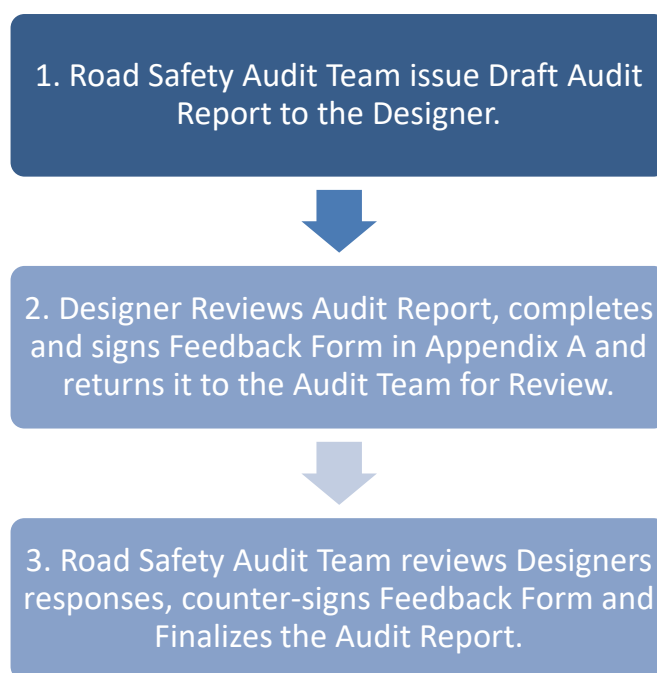 1. Road Safety Audit Team issue Draft Audit
Report to the Designer.
2. Designer Reviews Audit Report, completes
and signs Feedback Form in Appendix A and
returns it to the Audit Team for Review.
3. Road Safety Audit Team reviews Designers
responses, counter-signs Feedback Form and
Finalizes the Audit Report.